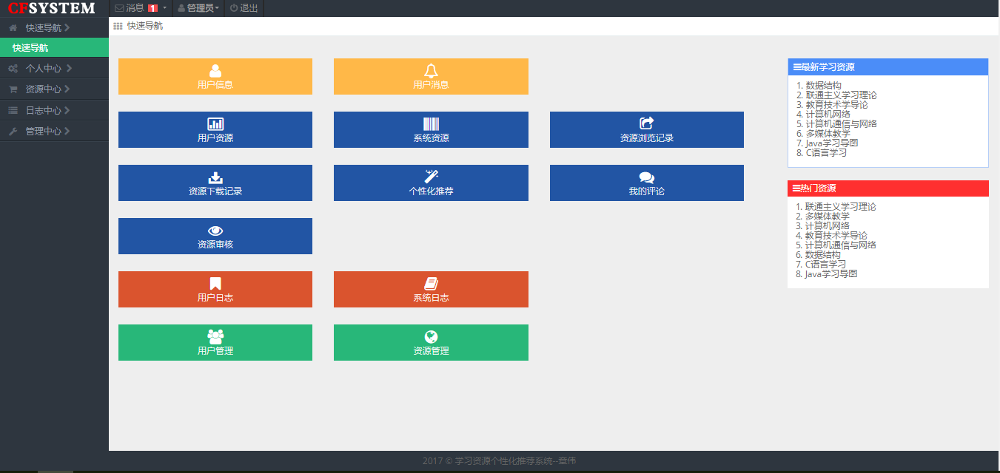 CFSYSTEM
消息 1 管理员 退出
快速导航
快速导航
个人中心
资源中心
日志中心
管理中心
快速导航
用户信息
用户消息
用户资源
系统资源
资源浏览记录
资源下载记录
个性化推荐
我的评论
资源审核
用户日志
系统日志
用户管理
资源管理
最新学习资源
1. 数据结构
2. 联通主义学习理论
3. 教育技术学导论
4. 计算机网络
5. 计算机通信与网络
6. 多媒体教学
7. Java学习导图
8. C语言学习
热门资源
1. 联通主义学习理论
2. 多媒体教学
3. 计算机网络
4. 教育技术学导论
5. 计算机通信与网络
6. 数据结构
7. C语言学习
8. Java学习导图
2017 © 学习资源个性化推荐系统--童伟